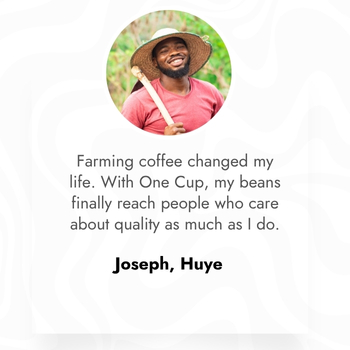 Farming coffee changed my
life. With One Cup, my beans
finally reach people who care
about quality as much as I do.
Joseph, Huye